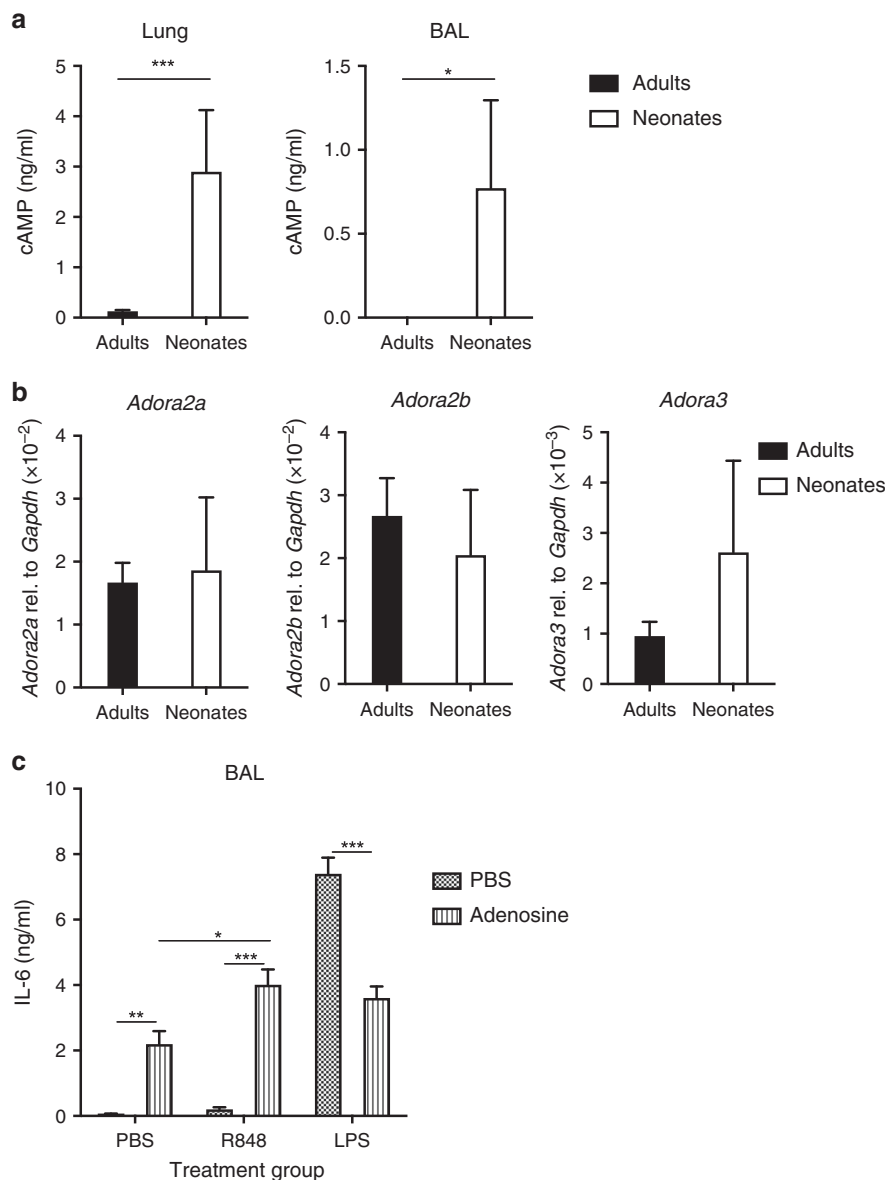 a
Lung
BAL
***
*
5
4
3
2
1
0
cAMP (ng/ml)
Adults Neonates
1.5
1.0
0.5
0.0
cAMP (ng/ml)
Adults Neonates
Adults
Neonates
b
Adora2a
Adora2b
Adora3
4
3
2
1
0
Adora2a rel. to Gapdh (×10⁻²)
Adults Neonates
4
3
2
1
0
Adora2b rel. to Gapdh (×10⁻²)
Adults Neonates
5
4
3
2
1
0
Adora3 rel. to Gapdh (×10⁻³)
Adults Neonates
Adults
Neonates
c
BAL
10
8
6
4
2
0
IL-6 (ng/ml)
**
*
***
***
PBS R848 LPS
Treatment group
PBS
Adenosine